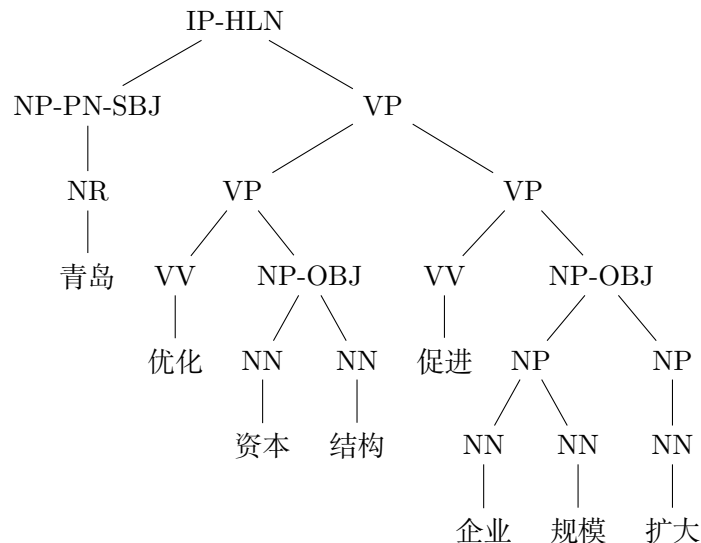 IP-HLN
NP-PN-SBJ VP
NR VP VP
青岛 VV NP-OBJ VV NP-OBJ
优化 NN NN 促进 NP NP
资本 结构 NN NN NN
企业 规模 扩大